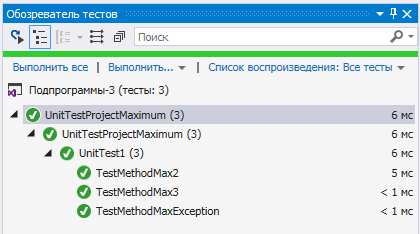 Обозреватель тестов
Поиск
Выполнить все | Выполнить... | Список воспроизведения: Все тесты
Подпрограммы-3 (тесты: 3)
UnitTestProjectMaximum (3) 6 мс
UnitTestProjectMaximum (3) 6 мс
UnitTest1 (3) 6 мс
TestMethodMax2 5 мс
TestMethodMax3 < 1 мс
TestMethodMaxException < 1 мс